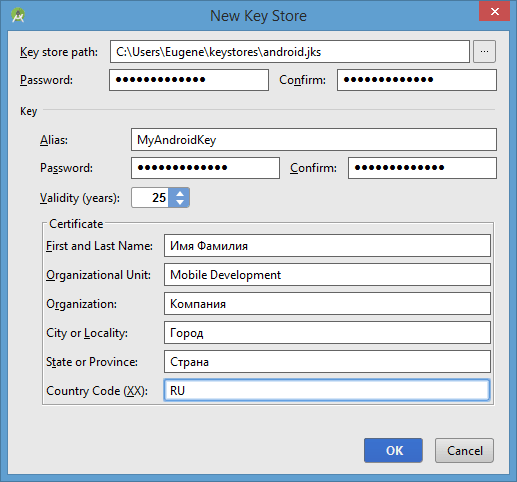 New Key Store
Key store path: C:\Users\Eugene\keystores\android.jks ...
Password: ••••••••••••• Confirm: •••••••••••••
Key
Alias: MyAndroidKey
Password: ••••••••••••• Confirm: •••••••••••••
Validity (years): 25
Certificate
First and Last Name: Имя Фамилия
Organizational Unit: Mobile Development
Organization: Компания
City or Locality: Город
State or Province: Страна
Country Code (XX): RU
OK Cancel